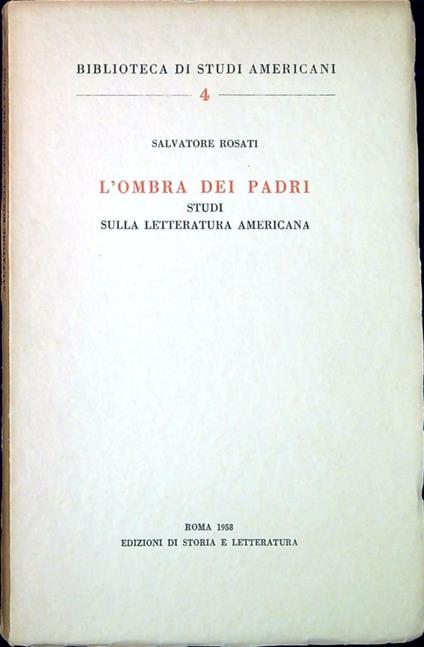 BIBLIOTECA DI STUDI AMERICANI
4
SALVATORE ROSATI
L'OMBRA DEI PADRI
STUDI
SULLA LETTERATURA AMERICANA
ROMA 1958
EDIZIONI DI STORIA E LETTERATURA